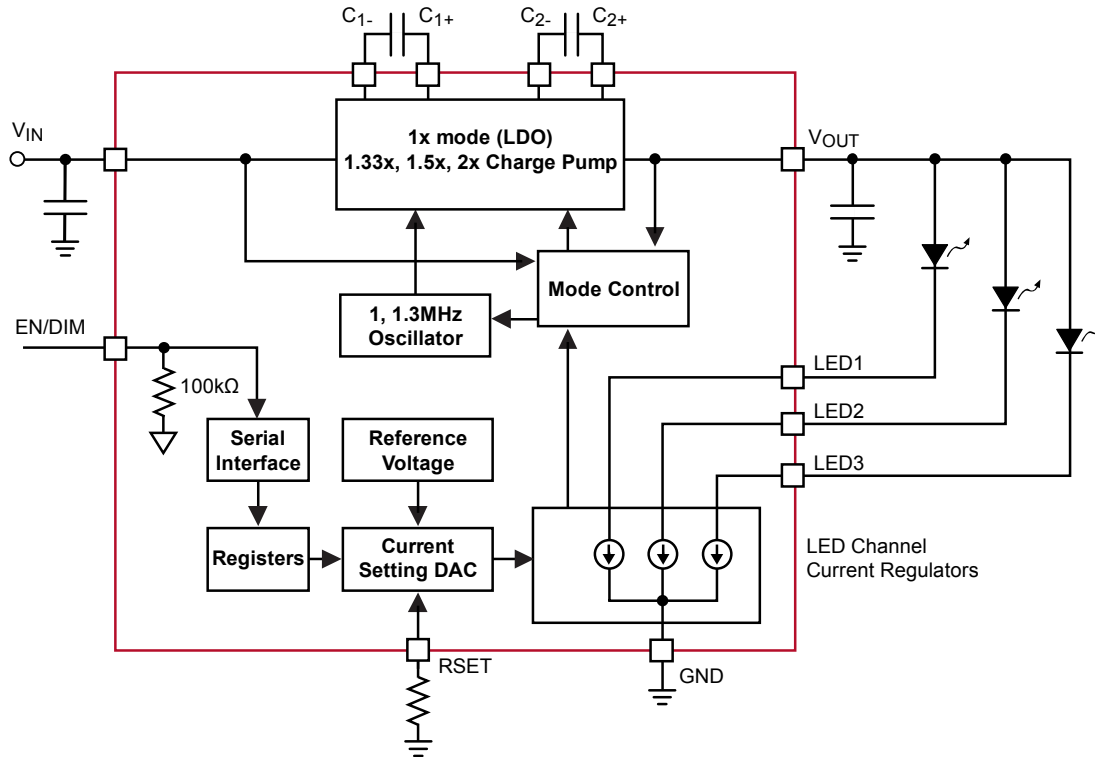 C1- C1+ C2- C2+
VIN
1x mode (LDO)
1.33x, 1.5x, 2x Charge Pump
VOUT
Mode Control
1, 1.3MHz
Oscillator
EN/DIM
100kΩ
LED1
LED2
LED3
Serial
Interface
Reference
Voltage
Registers
Current
Setting DAC
LED Channel
Current Regulators
RSET
GND